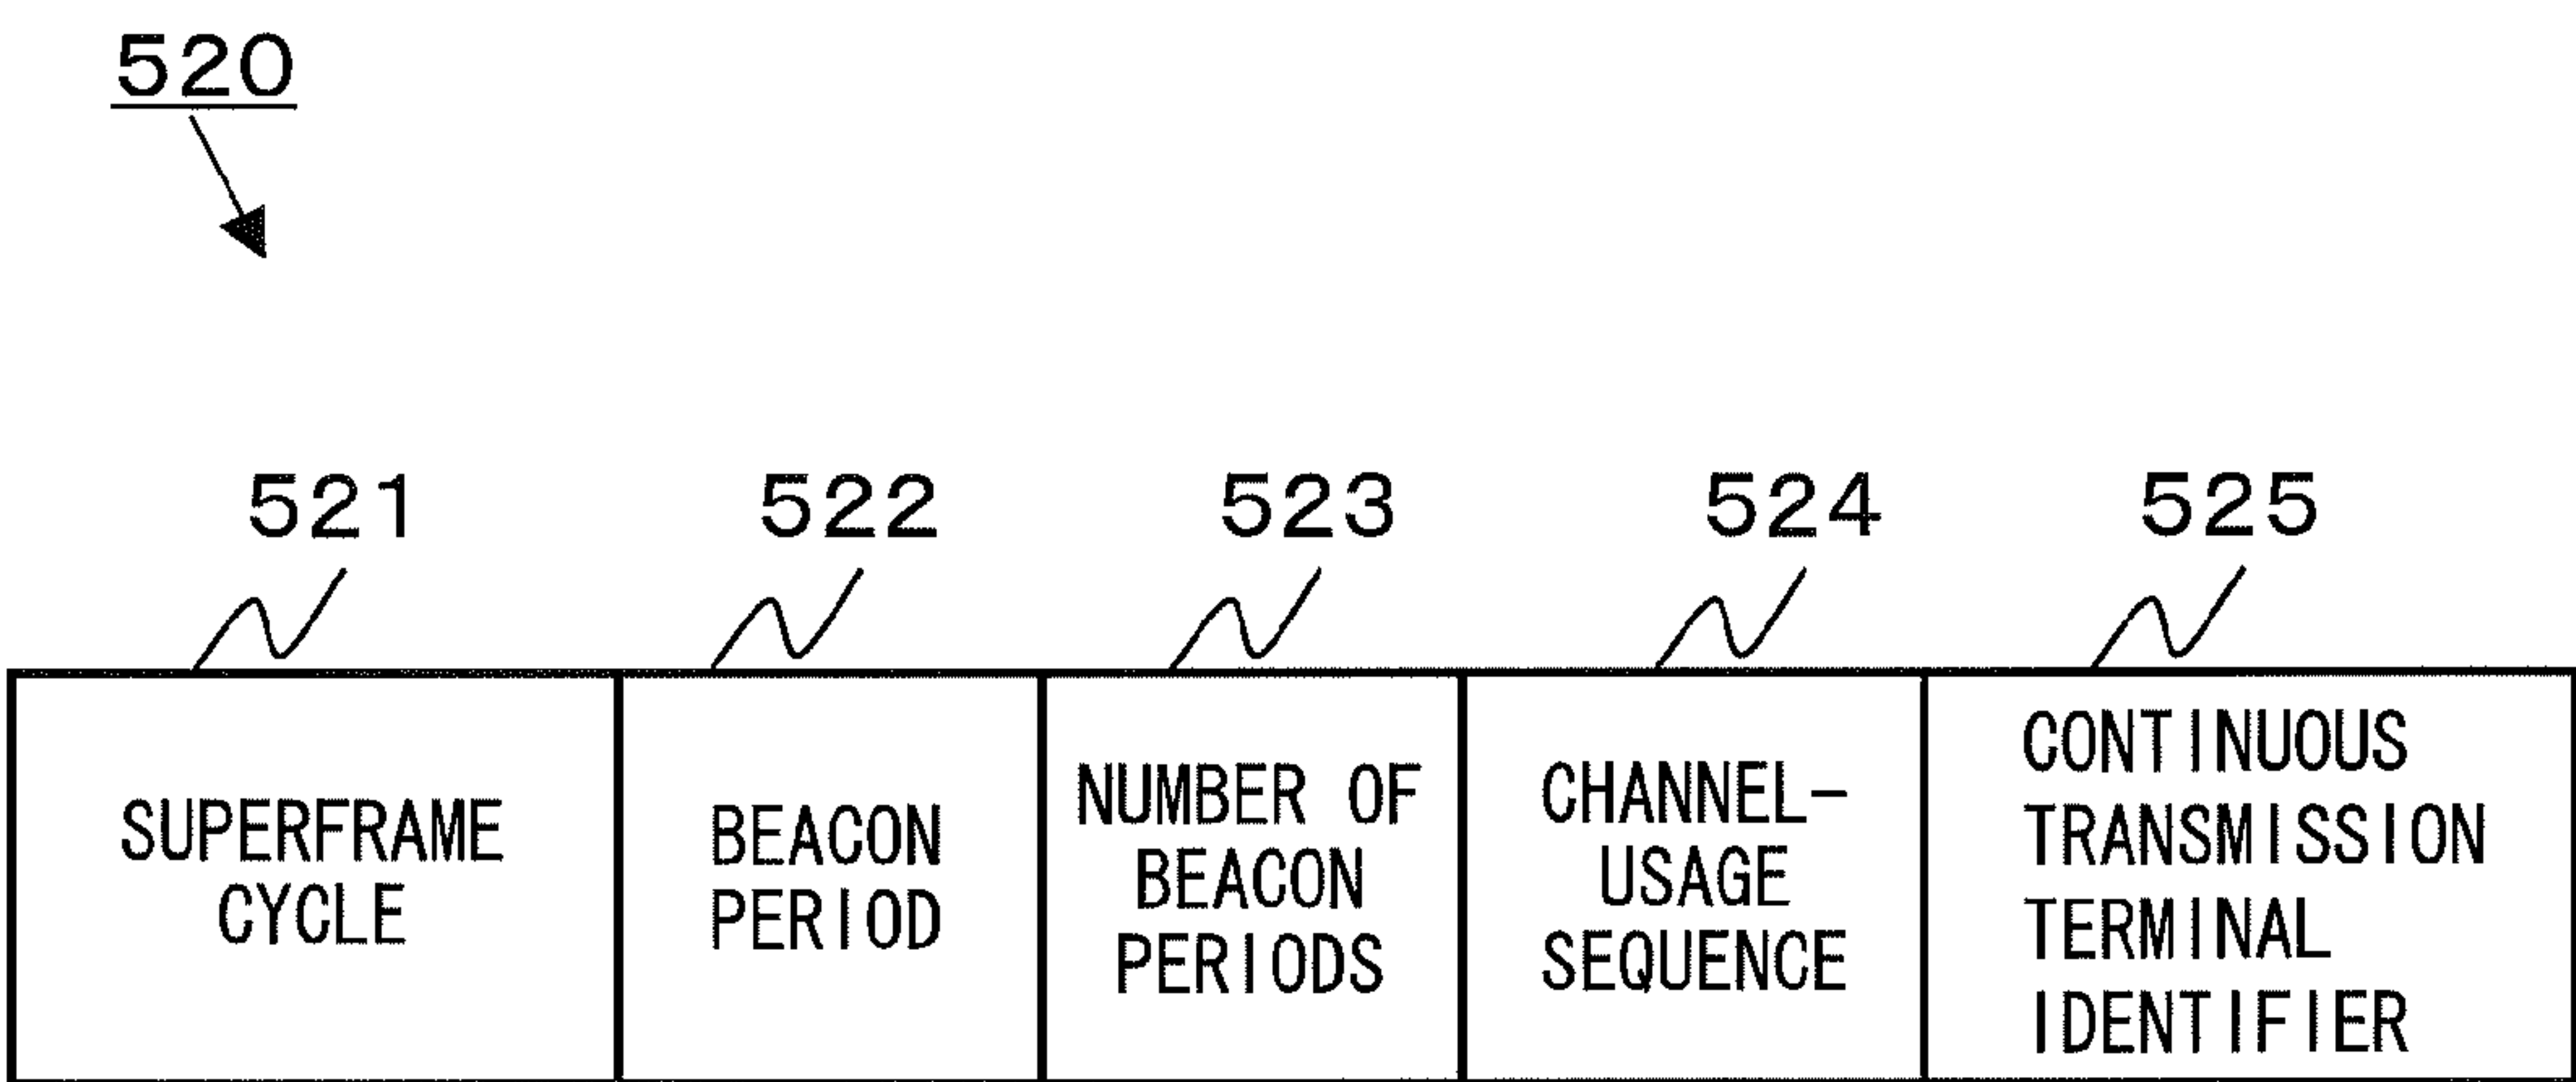 520
521 522 523 524 525
SUPERFRAME
CYCLE
BEACON
PERIOD
NUMBER OF
BEACON
PERIODS
CHANNEL-
USAGE
SEQUENCE
CONTINUOUS
TRANSMISSION
TERMINAL
IDENTIFIER